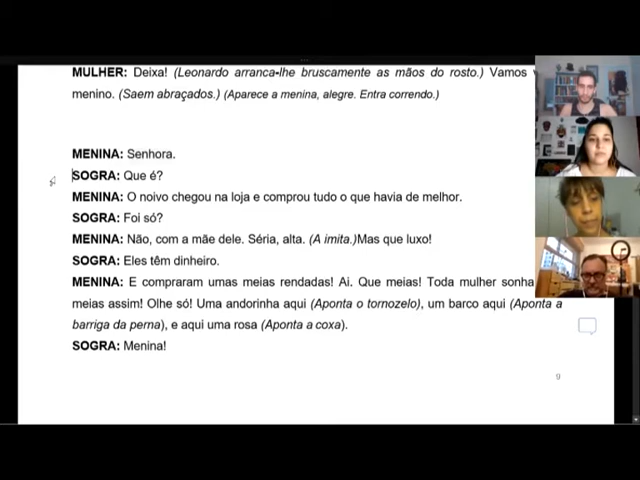 MULHER: Deixa! (Leonardo arranca-lhe bruscamente as mãos do rosto.) Vamos
menino. (Saem abraçados.) (Aparece a menina, alegre. Entra correndo.)
MENINA: Senhora.
SOGRA: Que é?
MENINA: O noivo chegou na loja e comprou tudo o que havia de melhor.
SOGRA: Foi só?
MENINA: Não, com a mãe dele. Séria, alta. (A imita.)Mas que luxo!
SOGRA: Eles têm dinheiro.
MENINA: E compraram umas meias rendadas! Ai. Que meias! Toda mulher sonha
meias assim! Olhe só! Uma andorinha aqui (Aponta o tornozelo), um barco aqui (Aponta a
barriga da perna), e aqui uma rosa (Aponta a coxa).
SOGRA: Menina!
9